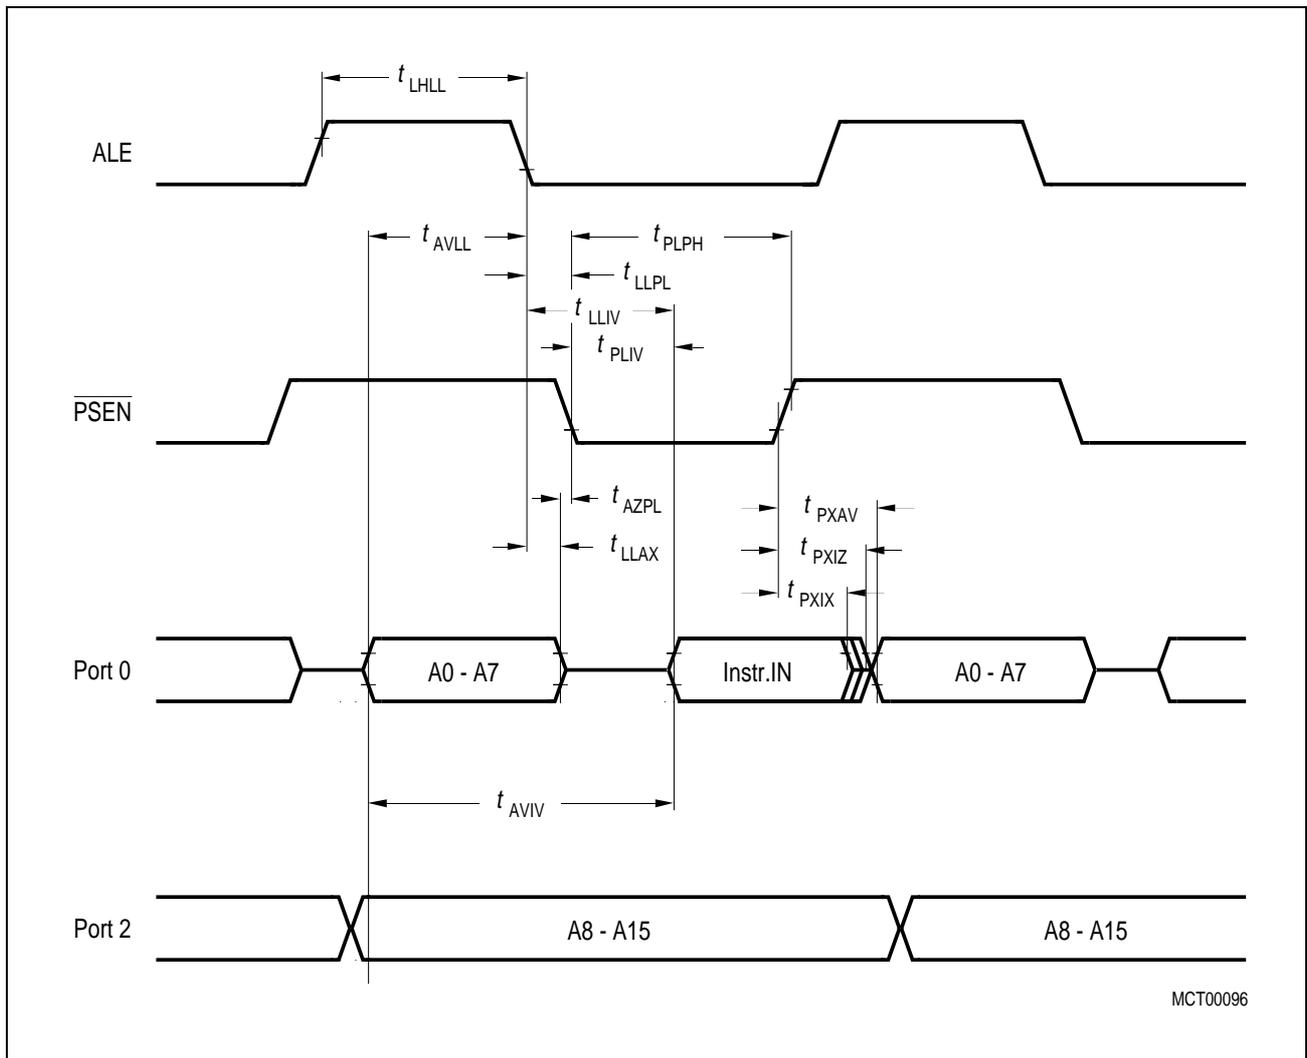 t LHLL
ALE
t AVLL
t PLPH
t LLPL
t LLIV
t PLIV
PSEN
t AZPL
t PXAV
t LLAX
t PXIZ
t PXIX
Port 0
A0 - A7
Instr.IN
A0 - A7
t AVIV
Port 2
A8 - A15
A8 - A15
MCT00096